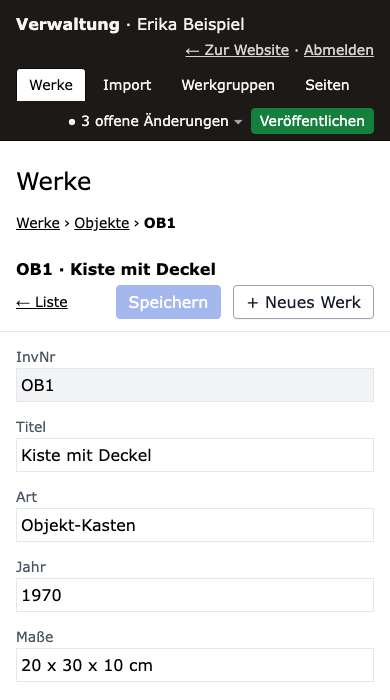 Verwaltung · Erika Beispiel
← Zur Website · Abmelden
Werke Import Werkgruppen Seiten
● 3 offene Änderungen Veröffentlichen
Werke
Werke › Objekte › OB1
OB1 · Kiste mit Deckel
← Liste Speichern + Neues Werk
InvNr
OB1
Titel
Kiste mit Deckel
Art
Objekt-Kasten
Jahr
1970
Maße
20 x 30 x 10 cm